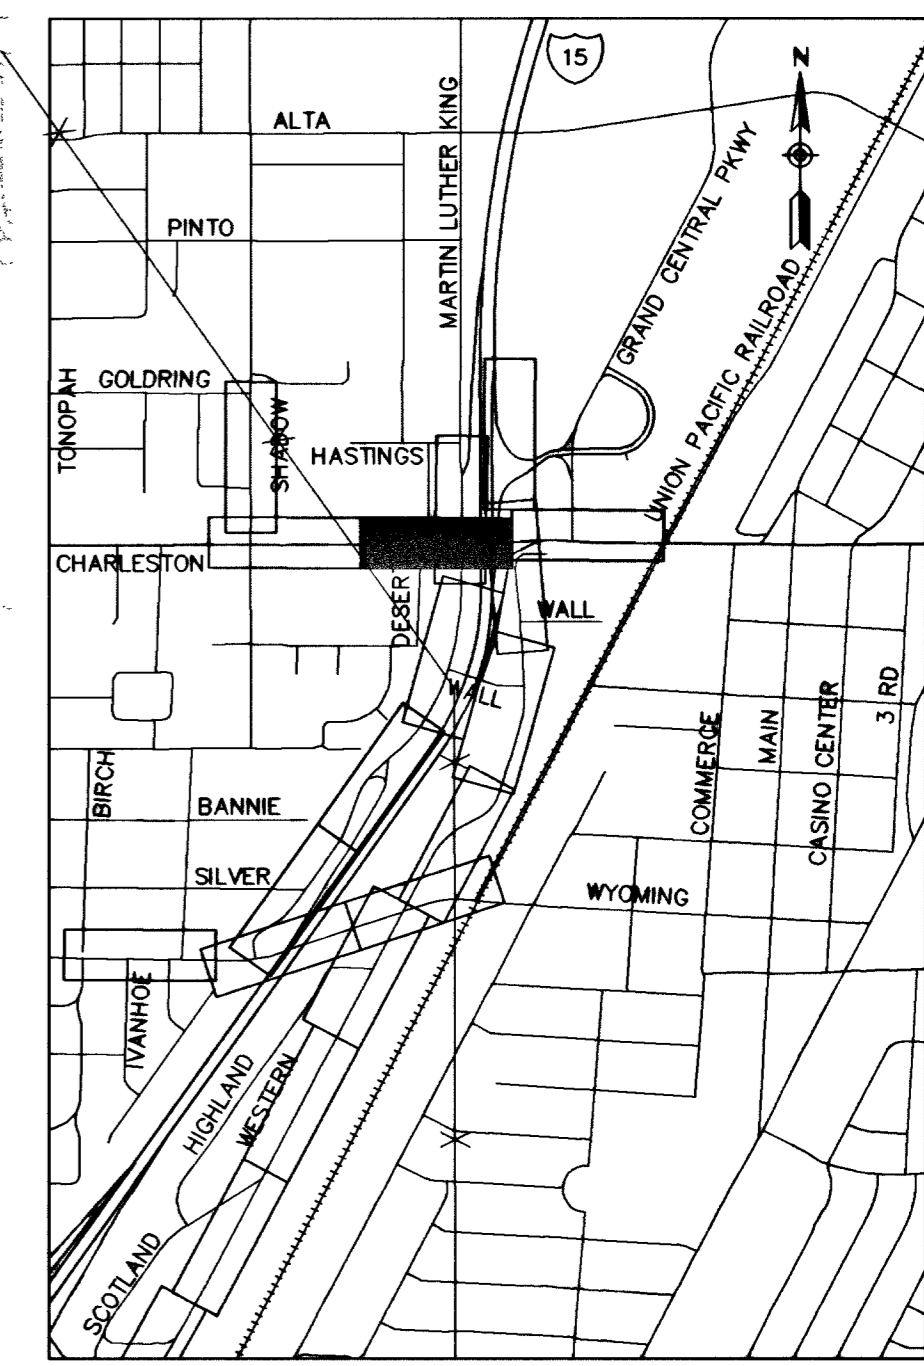 15
N
ALTA
MARTIN LUTHER KING
GRAND CENTRAL PKWY
PINTO
UNION PACIFIC RAILROAD
TONOPAH
GOLDRING
SHADOW
HASTINGS
CHARLESTON
DESER
WALL
WALL
COMMERCE
MAIN
CASINO CENTER
3 RD
BIRCH
BANNIE
SILVER
WYOMING
IVANHOE
HIGHLAND
WESTERN
SCOTLAND